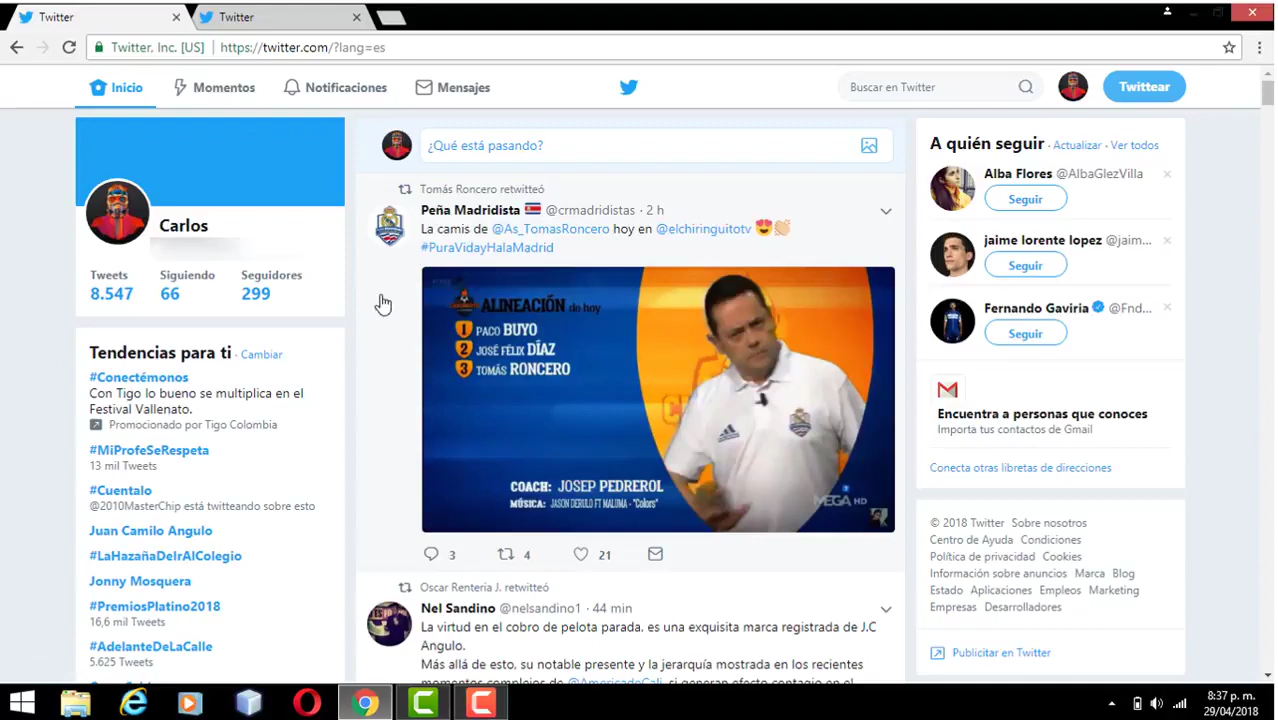 Twitter
Twitter
Twitter, Inc. [US] | https://twitter.com/?lang=es
Inicio
Momentos
Notificaciones
Mensajes
Buscar en Twitter
Twittear
Carlos
Tweets
Siguiendo
Seguidores
8.547
66
299
Tendencias para ti · Cambiar
#Conectémonos
Con Tigo lo bueno se multiplica en el
Festival Vallenato.
Promocionado por Tigo Colombia
#MiProfeSeRespeta
13 mil Tweets
#Cuentalo
@2010MasterChip está twitteando sobre esto
Juan Camilo Angulo
#LaHazañaDeIrAlColegio
Jonny Mosquera
#PremiosPlatino2018
16,6 mil Tweets
#AdelanteDeLaCalle
5.625 Tweets
¿Qué está pasando?
Tomás Roncero retwitteó
Peña Madridista @crmadridistas · 2 h
La camis de @As_TomasRoncero hoy en @elchiringuitotv
#PuraVidayHalaMadrid
ALINEACIÓN de hoy
1 PACO BUYO
2 JOSÉ FÉLIX DÍAZ
3 TOMÁS RONCERO
COACH: JOSEP PEDREROL
MÚSICA: JASON DERULO FT MALUMA - "Colors"
MEGA HD
3
4
21
Oscar Renteria J. retwitteó
Nel Sandino @nelsandino1 · 44 min
La virtud en el cobro de pelota parada, es una exquisita marca registrada de J.C
Angulo.
Más allá de esto, su notable presente y la jerarquía mostrada en los recientes
momentos complejos de @AmericadeCali, si generan efecto contagio en el
A quién seguir · Actualizar · Ver todos
Alba Flores @AlbaGlezVilla
Seguir
jaime lorente lopez @jaim...
Seguir
Fernando Gaviria @Fnd...
Seguir
Encuentra a personas que conoces
Importa tus contactos de Gmail
Conecta otras libretas de direcciones
© 2018 Twitter Sobre nosotros
Centro de Ayuda Condiciones
Política de privacidad Cookies
Información sobre anuncios Marca Blog
Estado Aplicaciones Empleos Marketing
Empresas Desarrolladores
Publicitar en Twitter
8:37 p. m.
29/04/2018